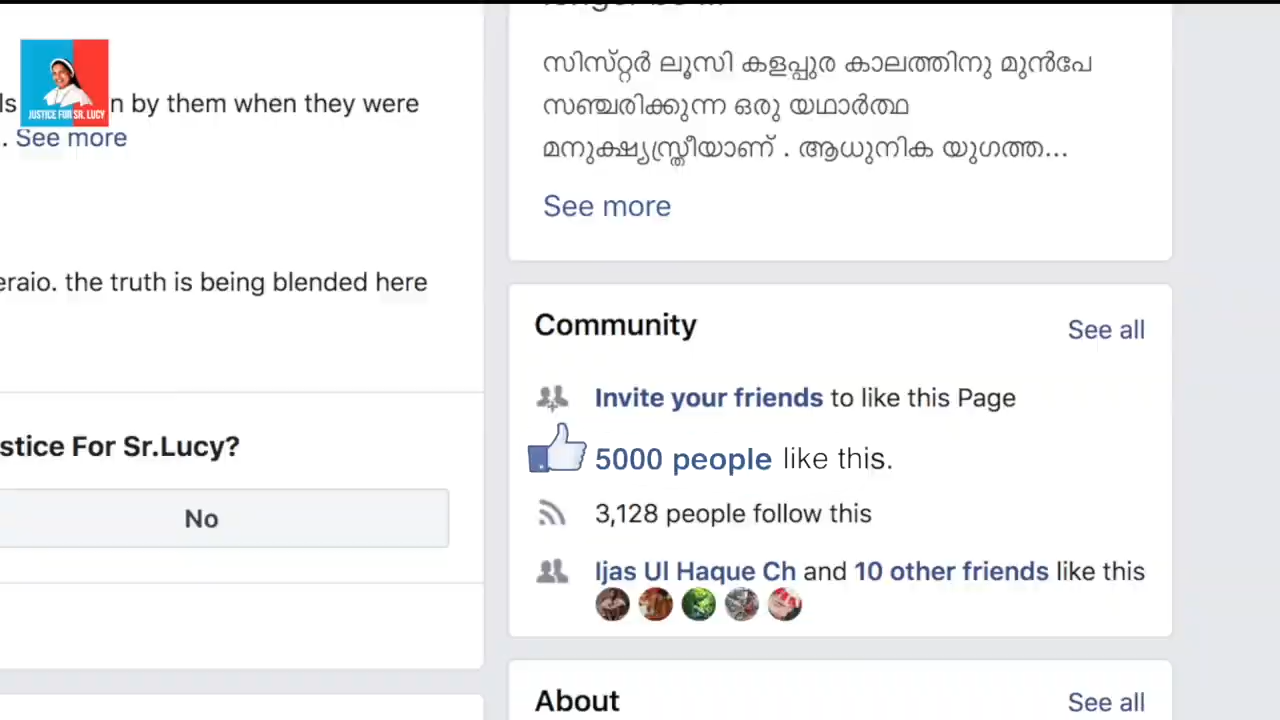 JUSTICE FOR SR. LUCY
by them when they were
. See more
the truth is being blended here
Justice For Sr.Lucy?
No
സിസ്റ്റർ ലൂസി കളപ്പുര കാലത്തിനു മുൻപേ
സഞ്ചരിക്കുന്ന ഒരു യഥാർത്ഥ
മനുക്ഷ്യസ്ത്രീയാണ് . ആധുനിക യുഗത്ത...
See more
Community
See all
Invite your friends to like this Page
5000 people like this.
3,128 people follow this
Ijas Ul Haque Ch and 10 other friends like this
About
See all